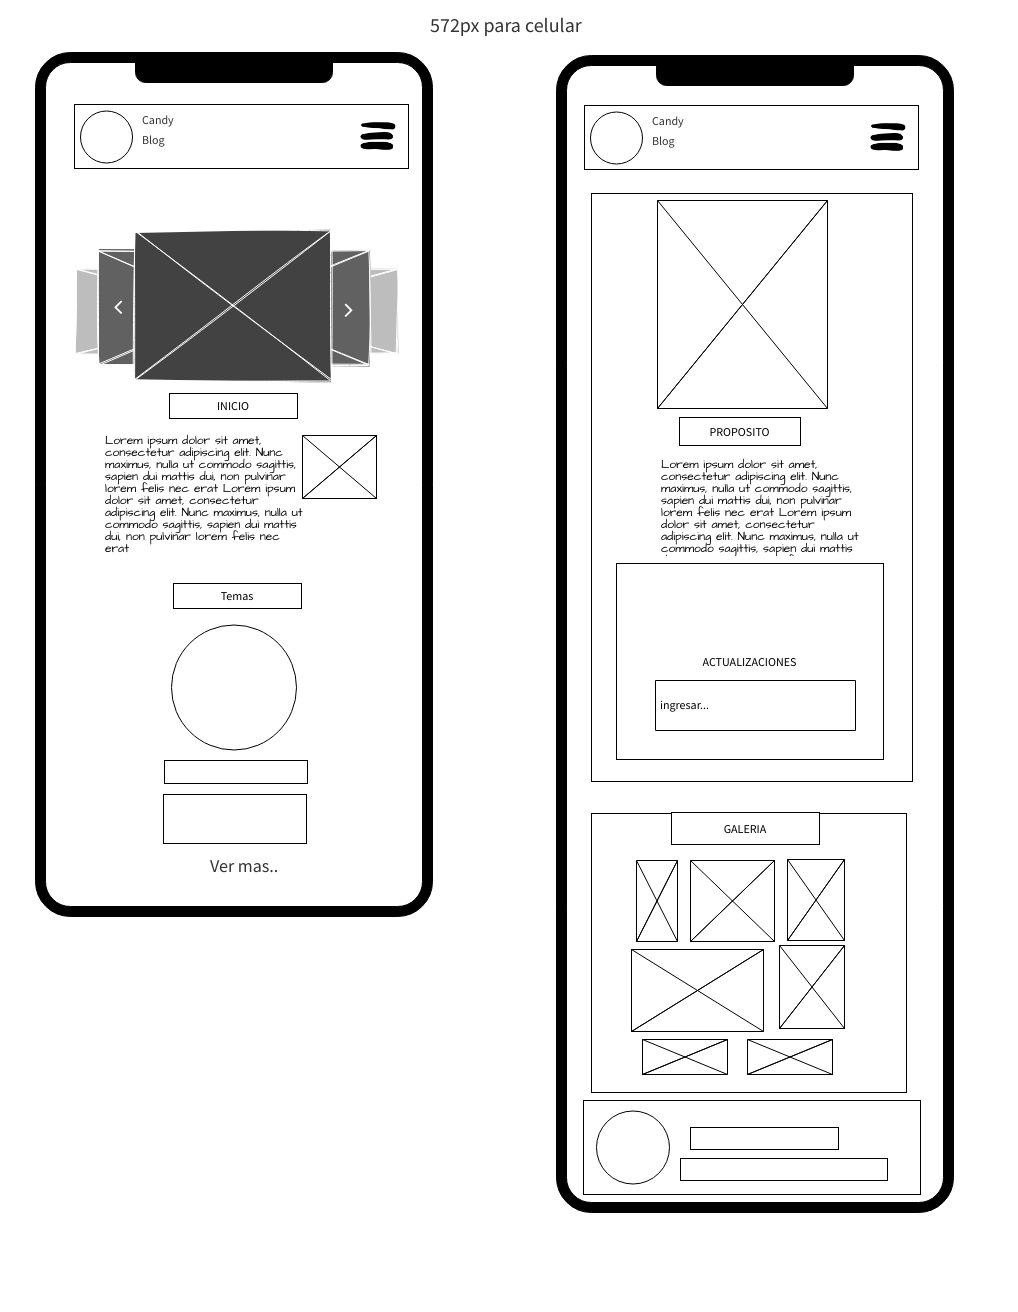 572px para celular
Candy
Blog
INICIO
Lorem ipsum dolor sit amet,
consectetur adipiscing elit. Nunc
maximus, nulla ut commodo sagittis,
sapien dui mattis dui, non pulvinar
lorem felis nec erat Lorem ipsum
dolor sit amet, consectetur
adipiscing elit. Nunc maximus, nulla ut
commodo sagittis, sapien dui mattis
dui, non pulvinar lorem felis nec
erat
Temas
Ver mas..
Candy
Blog
PROPOSITO
Lorem ipsum dolor sit amet,
consectetur adipiscing elit. Nunc
maximus, nulla ut commodo sagittis,
sapien dui mattis dui, non pulvinar
lorem felis nec erat Lorem ipsum
dolor sit amet, consectetur
adipiscing elit. Nunc maximus, nulla ut
commodo sagittis, sapien dui mattis
ACTUALIZACIONES
ingresar...
GALERIA